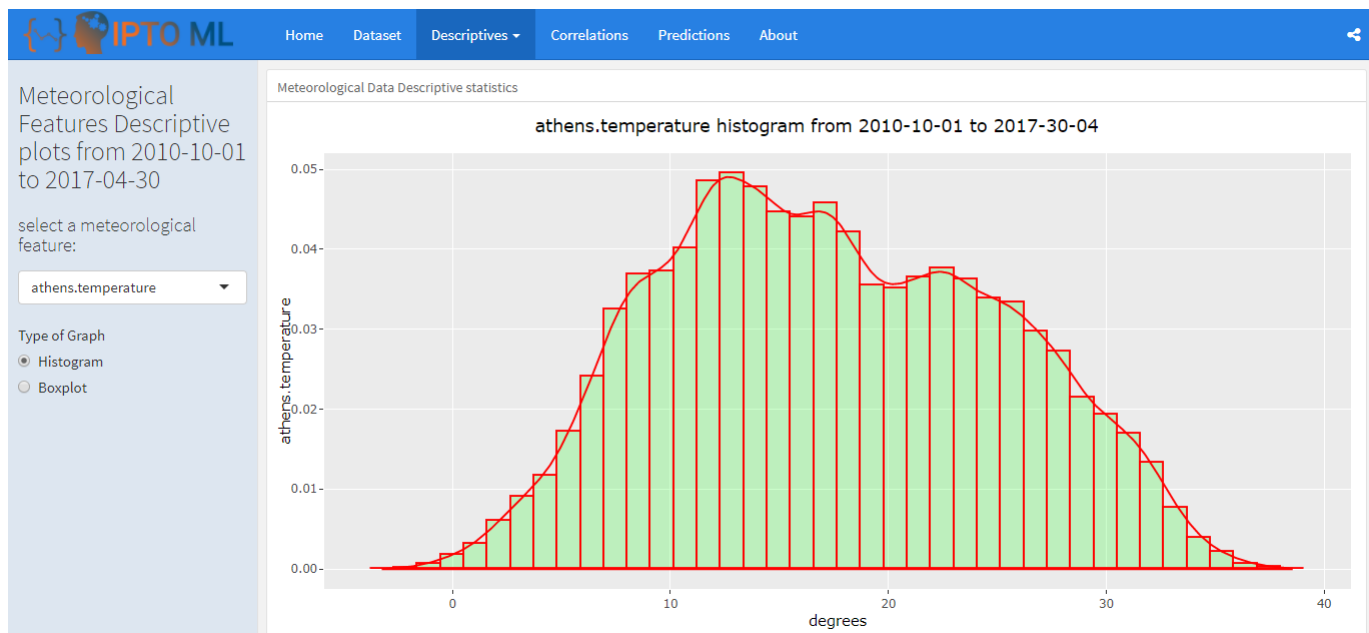 IPTO ML
Home Dataset Descriptives Correlations Predictions About
Meteorological
Features Descriptive
plots from 2010-10-01
to 2017-04-30
select a meteorological
feature:
athens.temperature
Type of Graph
Histogram
Boxplot
Meteorological Data Descriptive statistics
athens.temperature histogram from 2010-10-01 to 2017-30-04
athens.temperature
0.05
0.04
0.03
0.02
0.01
0.00
0 10 20 30 40
degrees